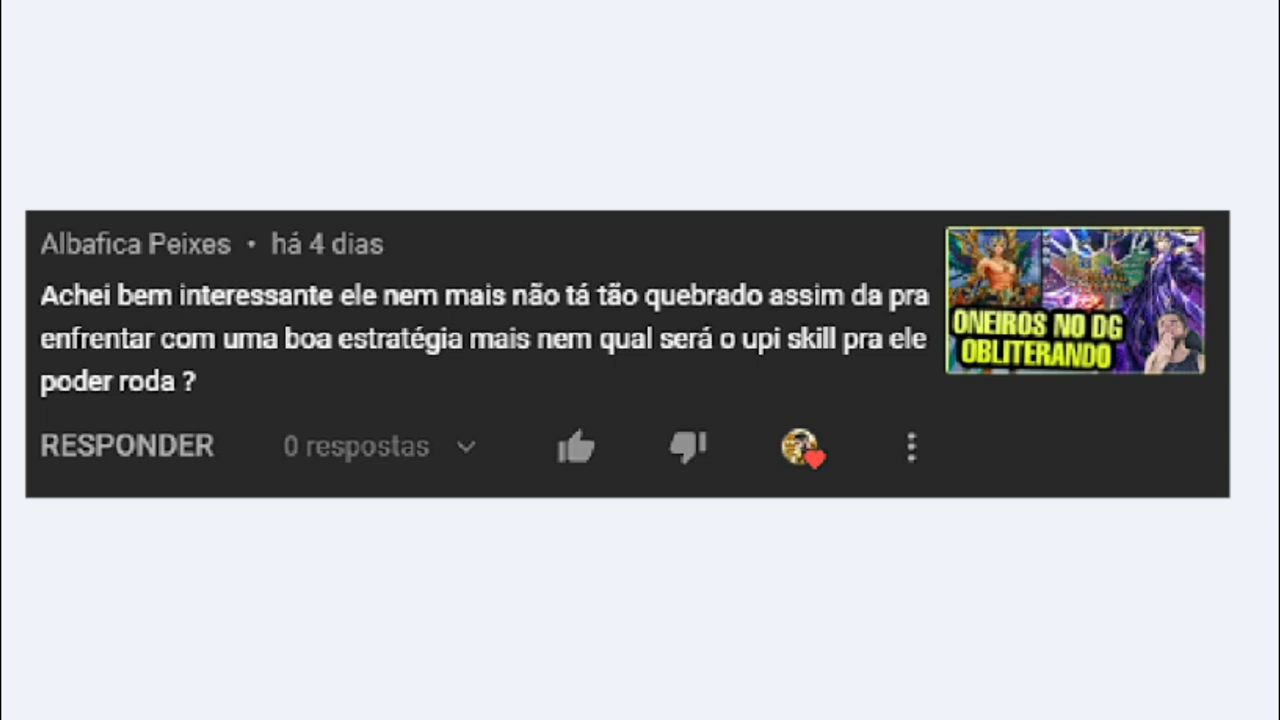 Albafica Peixes • há 4 dias
Achei bem interessante ele nem mais não tá tão quebrado assim da pra
enfrentar com uma boa estratégia mais nem qual será o upi skill pra ele
poder roda ?
ONEIROS NO DG
OBLITERANDO
RESPONDER
0 respostas